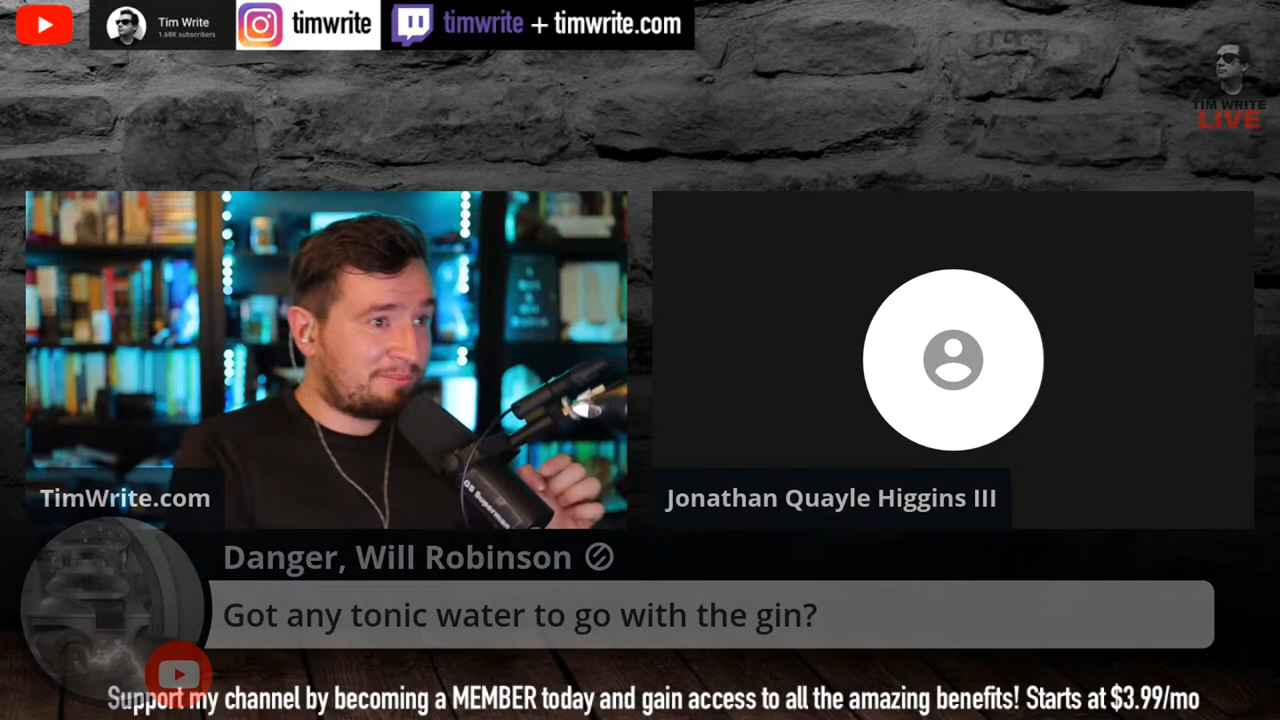 Tim Write
1.68K subscribers
timwrite
timwrite + timwrite.com
TIM WRITE
LIVE
TimWrite.com
Jonathan Quayle Higgins III
Danger, Will Robinson
Got any tonic water to go with the gin?
Support my channel by becoming a MEMBER today and gain access to all the amazing benefits! Starts at $3.99/mo